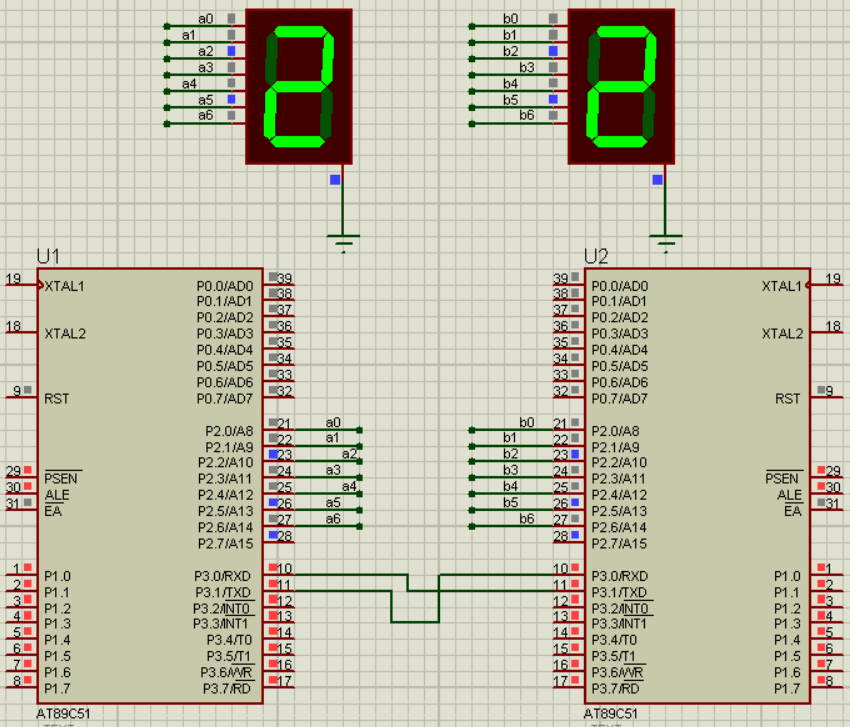 a0 b0
a1 b1
a2 b2
a3 b3
a4 b4
a5 b5
a6 b6
U1 U2
19 XTAL1 P0.0/AD0 39 39 P0.0/AD0 XTAL1 19
P0.1/AD1 38 38 P0.1/AD1
P0.2/AD2 37 37 P0.2/AD2
18 XTAL2 P0.3/AD3 36 36 P0.3/AD3 XTAL2 18
P0.4/AD4 35 35 P0.4/AD4
P0.5/AD5 34 34 P0.5/AD5
P0.6/AD6 33 33 P0.6/AD6
9 RST P0.7/AD7 32 32 P0.7/AD7 RST 9
P2.0/A8 21 a0 b0 21 P2.0/A8
P2.1/A9 22 a1 b1 22 P2.1/A9
P2.2/A10 23 a2 b2 23 P2.2/A10
29 PSEN P2.3/A11 24 a3 b3 24 P2.3/A11 PSEN 29
30 ALE P2.4/A12 25 a4 b4 25 P2.4/A12 ALE 30
31 EA P2.5/A13 26 a5 b5 26 P2.5/A13 EA 31
P2.6/A14 27 a6 b6 27 P2.6/A14
P2.7/A15 28 28 P2.7/A15
1 P1.0 P3.0/RXD 10 10 P3.0/RXD P1.0 1
2 P1.1 P3.1/TXD 11 11 P3.1/TXD P1.1 2
3 P1.2 P3.2/INT0 12 12 P3.2/INT0 P1.2 3
4 P1.3 P3.3/INT1 13 13 P3.3/INT1 P1.3 4
5 P1.4 P3.4/T0 14 14 P3.4/T0 P1.4 5
6 P1.5 P3.5/T1 15 15 P3.5/T1 P1.5 6
7 P1.6 P3.6/WR 16 16 P3.6/WR P1.6 7
8 P1.7 P3.7/RD 17 17 P3.7/RD P1.7 8
AT89C51 AT89C51